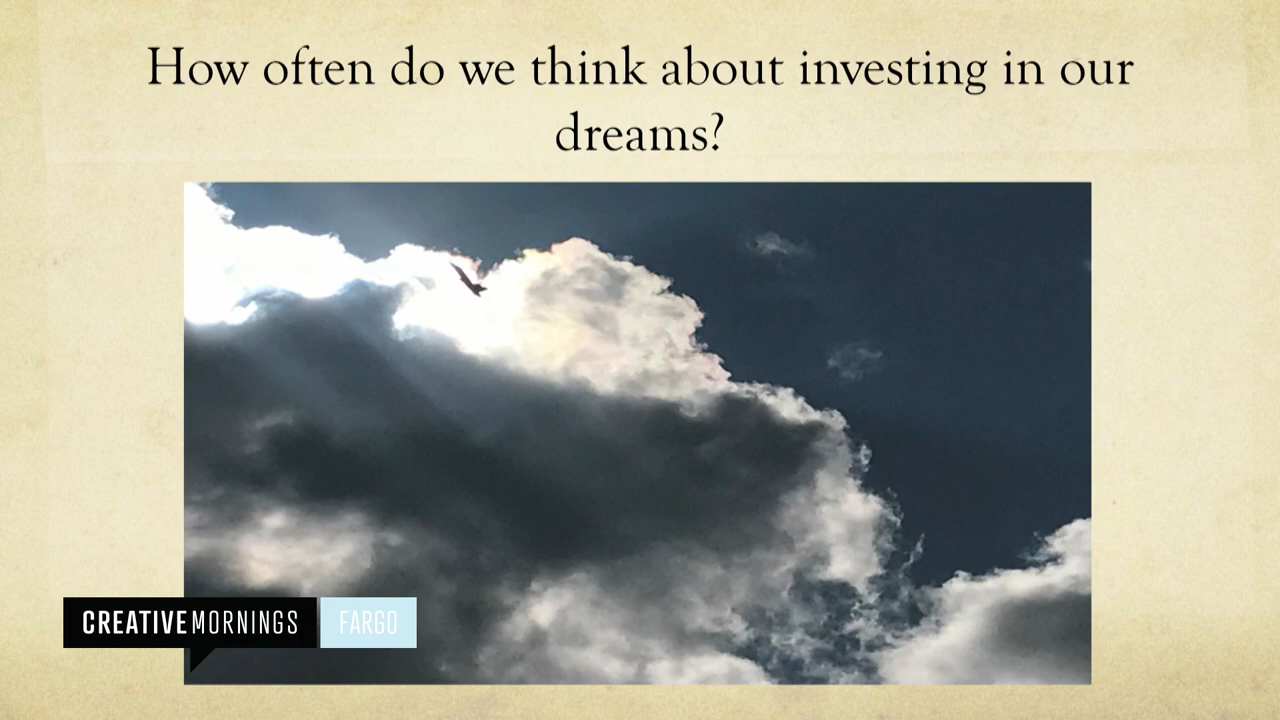 How often do we think about investing in our
dreams?
CREATIVEMORNINGS FARGO